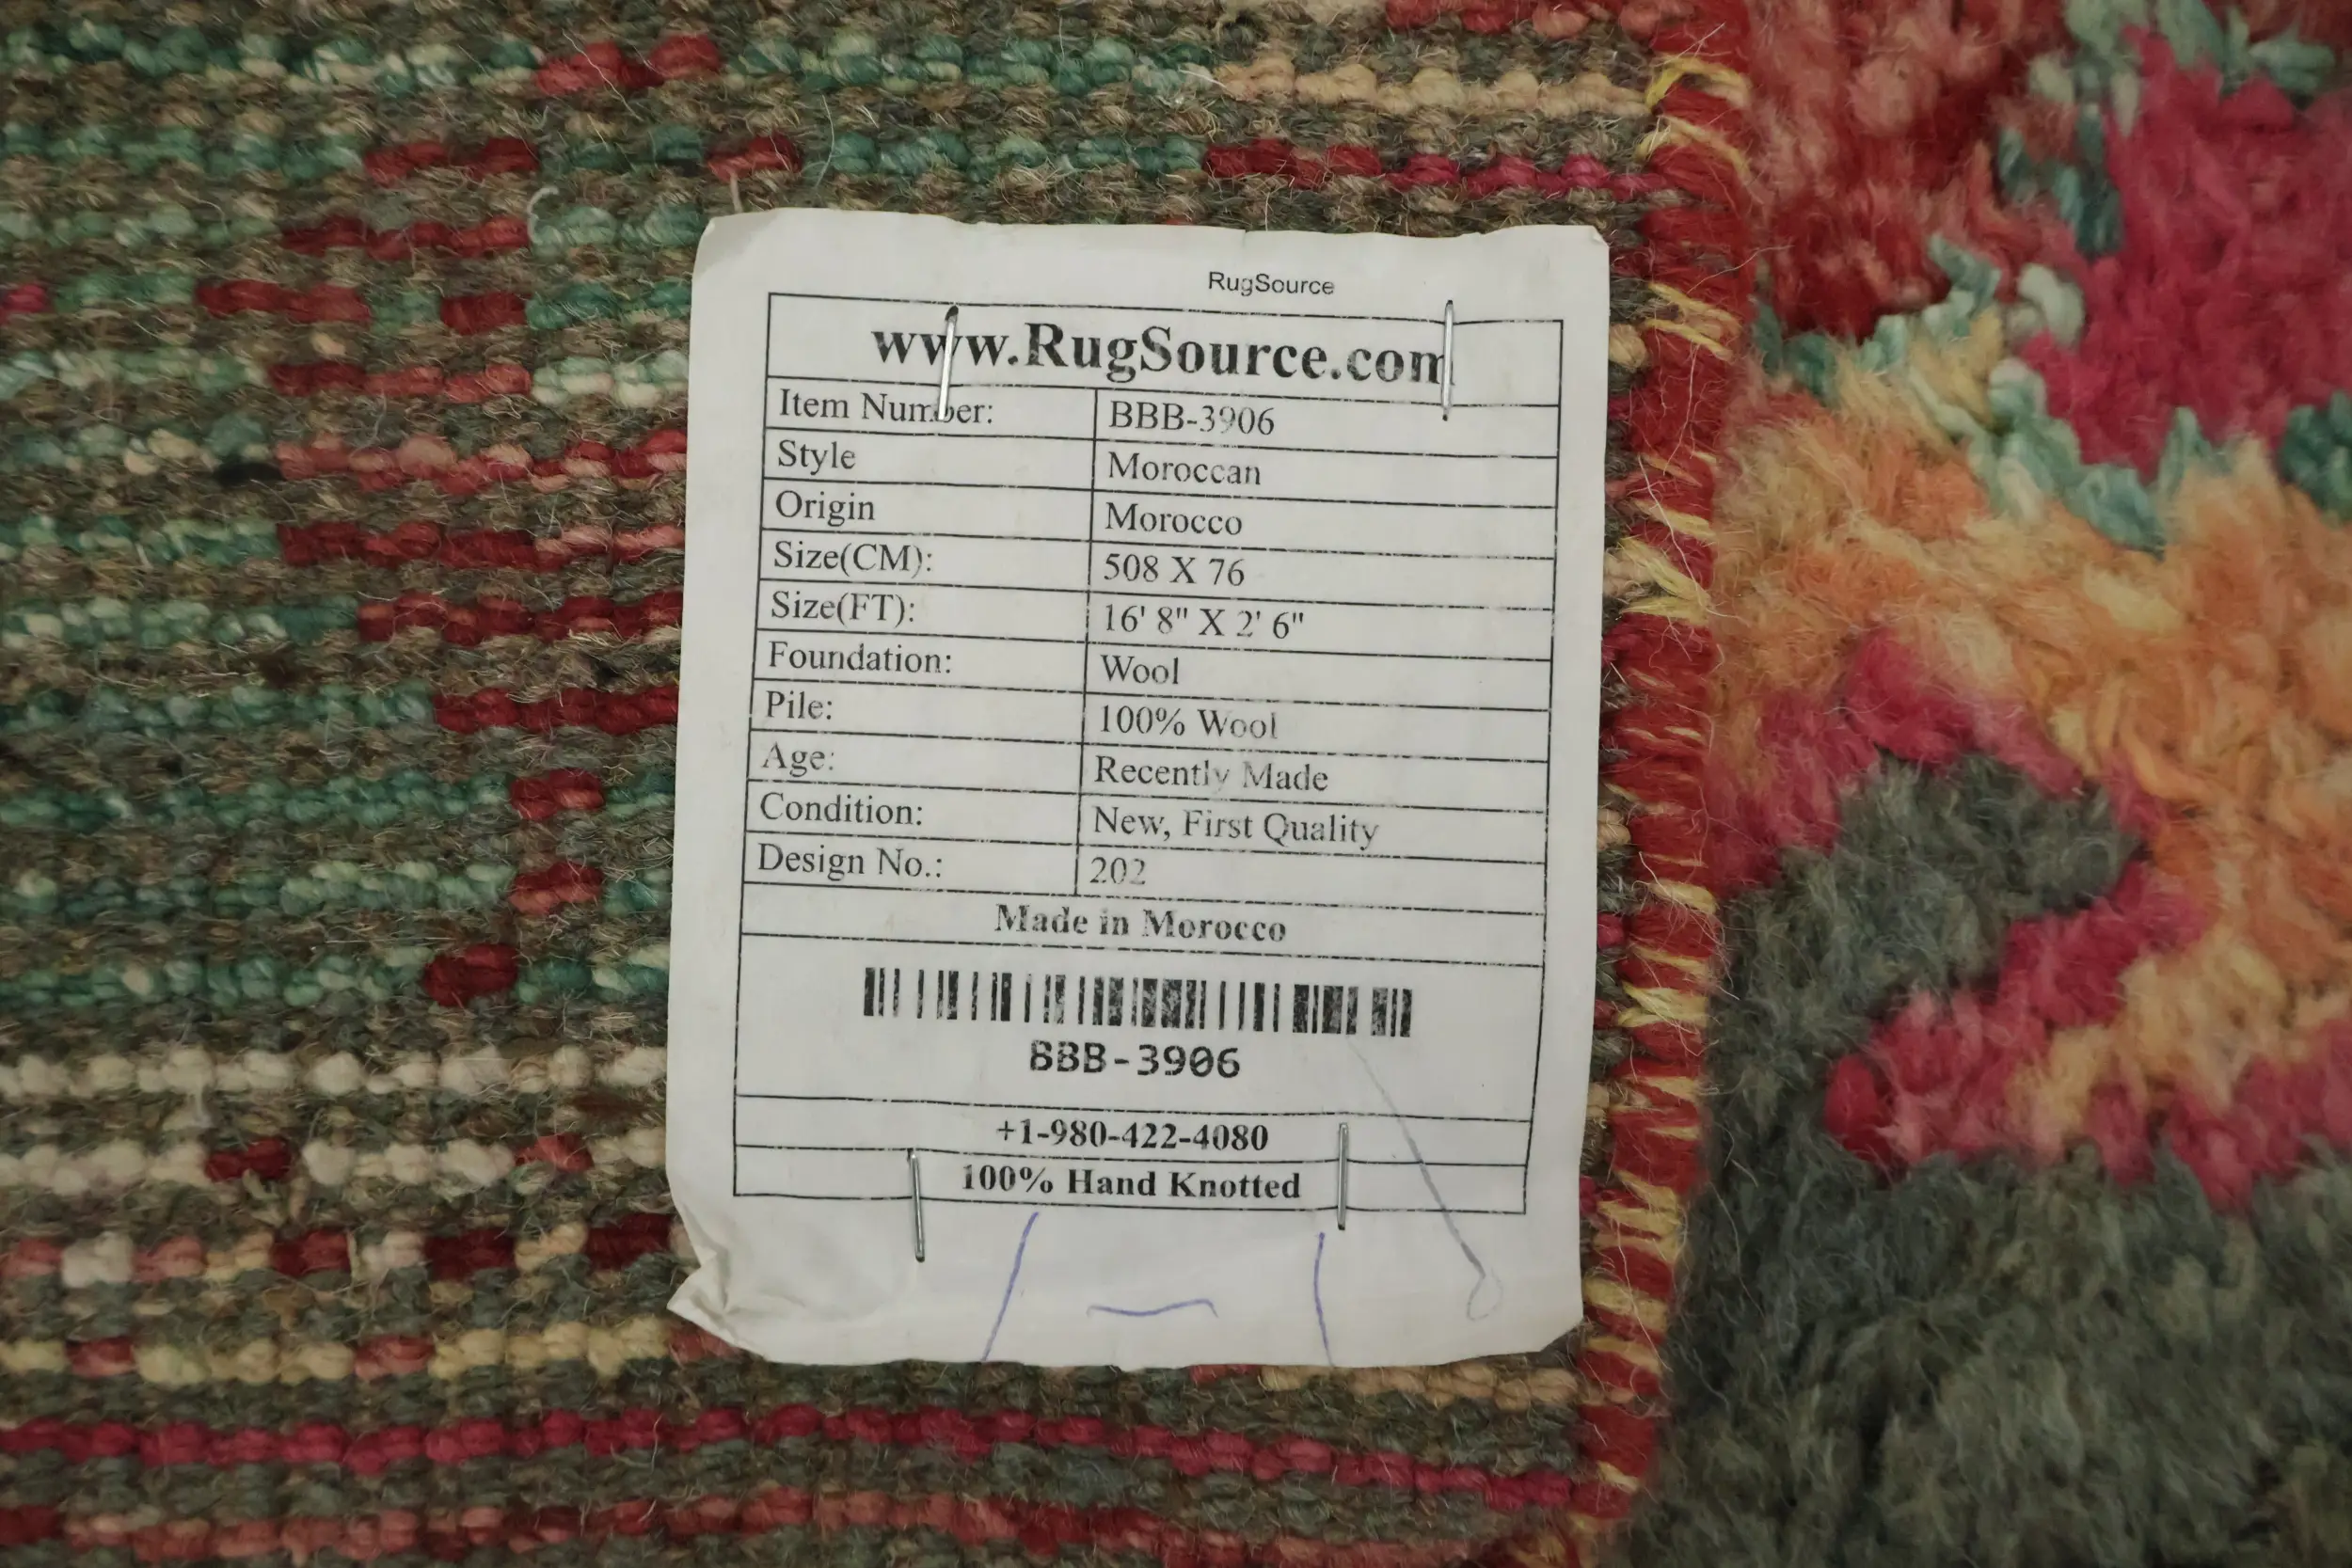 RugSource
www.RugSource.com
Item Number: BBB-3906
Style Moroccan
Origin Morocco
Size(CM): 508 X 76
Size(FT): 16' 8" X 2' 6"
Foundation: Wool
Pile: 100% Wool
Age: Recently Made
Condition: New, First Quality
Design No.: 202
Made in Morocco
BBB-3906
+1-980-422-4080
100% Hand Knotted